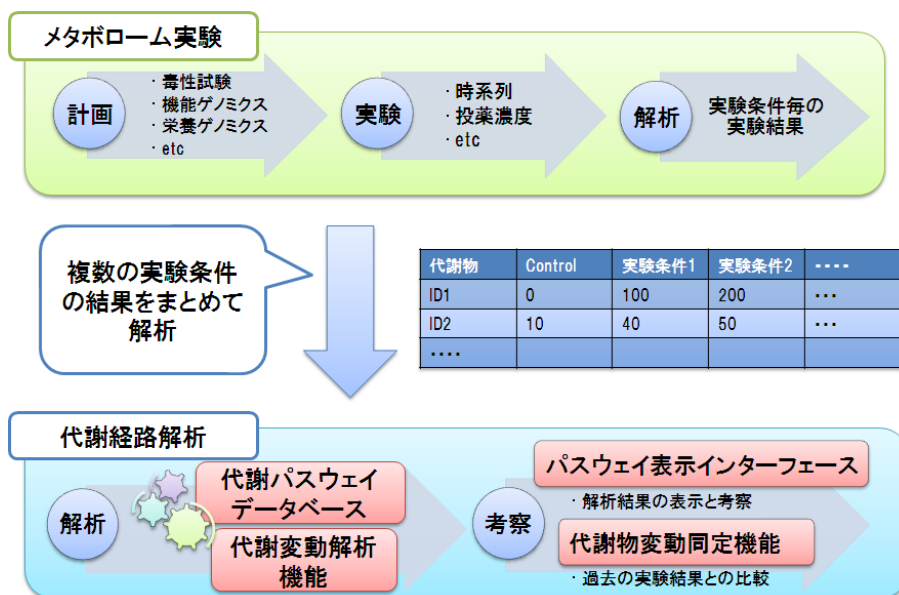 メタボローム実験
計画
・毒性試験
・機能ゲノミクス
・栄養ゲノミクス
・etc
実験
・時系列
・投薬濃度
・etc
解析
実験条件毎の
実験結果
複数の実験条件
の結果をまとめて
解析
代謝物 Control 実験条件1 実験条件2 ----
ID1 0 100 200 ・・・
ID2 10 40 50 ・・・
・・・・
代謝経路解析
解析
代謝パスウェイ
データベース
代謝変動解析
機能
考察
パスウェイ表示インターフェース
・解析結果の表示と考察
代謝物変動同定機能
・過去の実験結果との比較